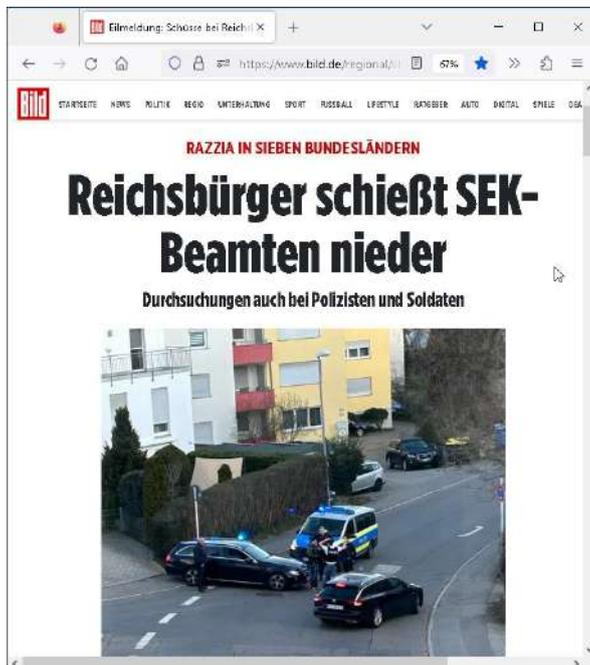 Eilmeldung: Schüsse bei Reichs
https://www.bild.de/regional/
67%
Bild
STARTSEITE NEWS POLITIK REGIO UNTERHALTUNG SPORT FUSSBALL LIFESTYLE RATGEBER AUTO DIGITAL SPIELE
RAZZIA IN SIEBEN BUNDESLÄNDERN
Reichsbürger schießt SEK-
Beamten nieder
Durchsuchungen auch bei Polizisten und Soldaten